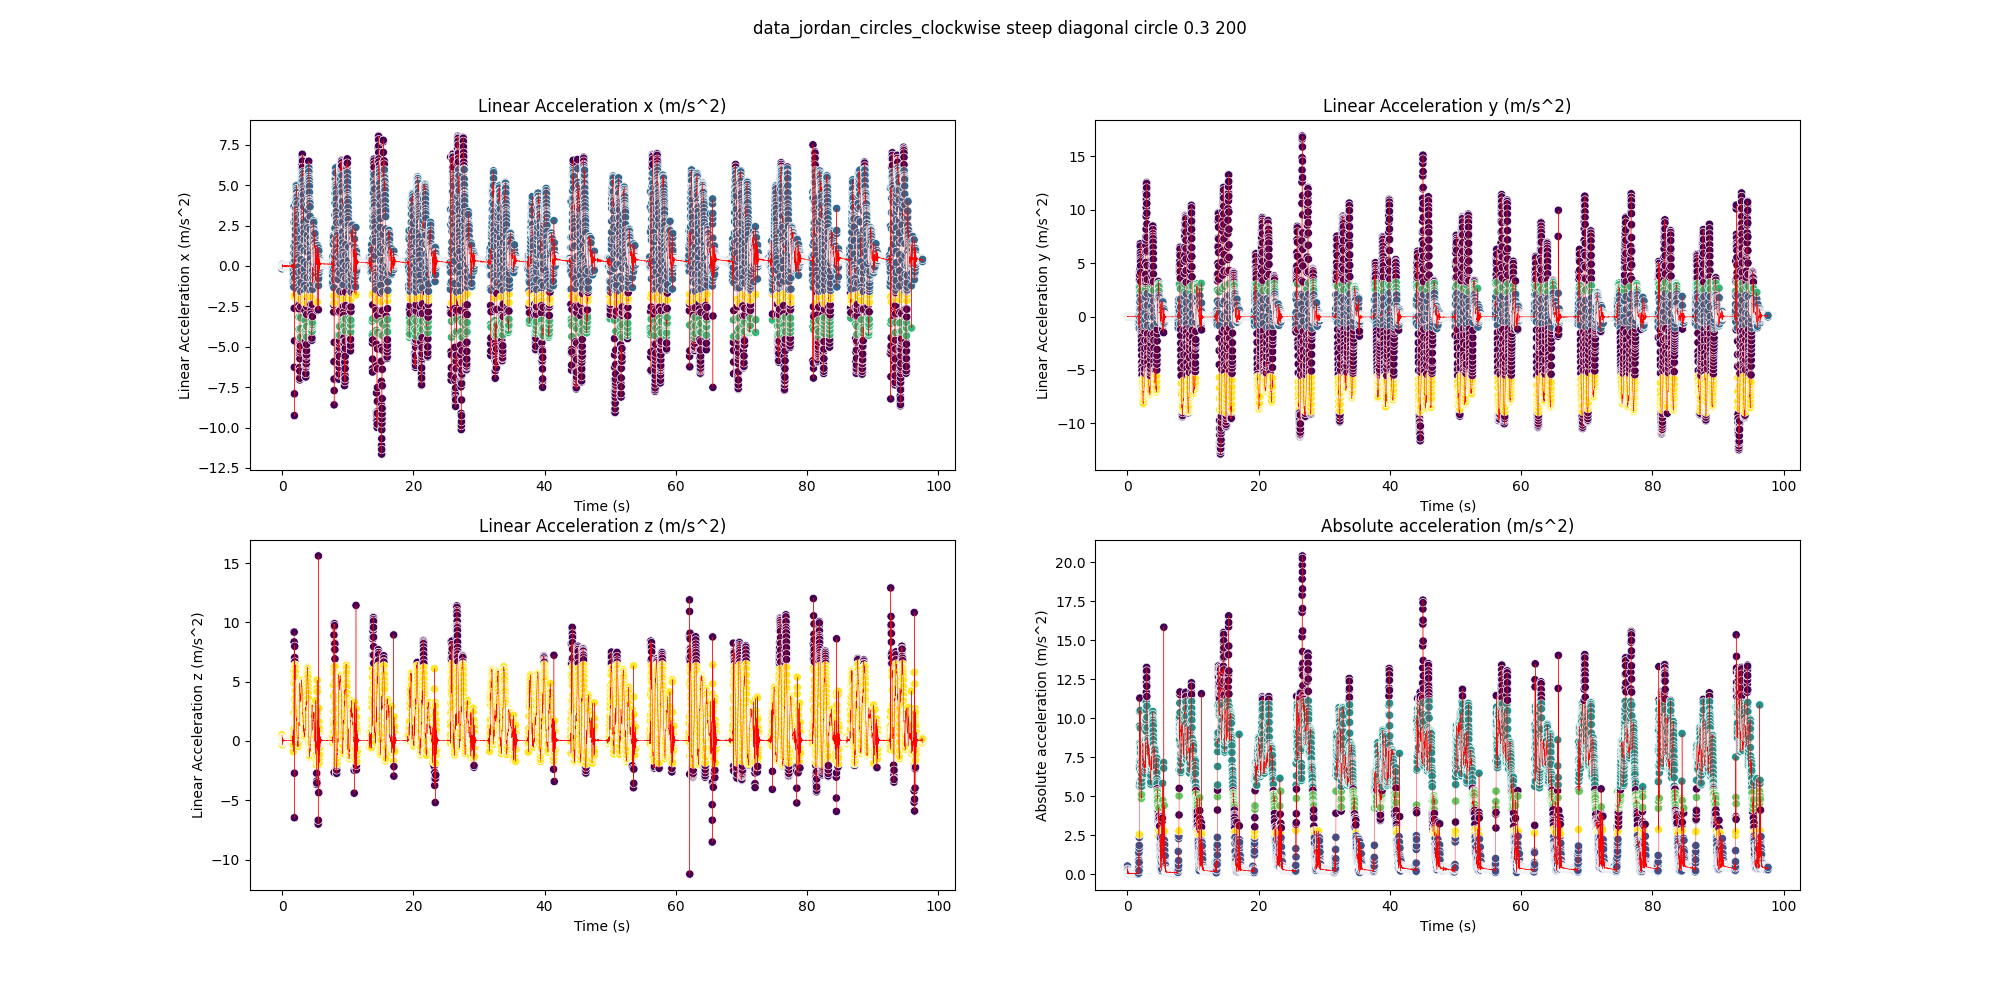 data_jordan_circles_clockwise steep diagonal circle 0.3 200
Linear Acceleration x (m/s^2)
Linear Acceleration x (m/s^2)
7.5
5.0
2.5
0.0
−2.5
−5.0
−7.5
−10.0
−12.5
0 20 40 60 80 100
Time (s)
Linear Acceleration y (m/s^2)
Linear Acceleration y (m/s^2)
15
10
5
0
−5
−10
0 20 40 60 80 100
Time (s)
Linear Acceleration z (m/s^2)
Linear Acceleration z (m/s^2)
15
10
5
0
−5
−10
0 20 40 60 80 100
Time (s)
Absolute acceleration (m/s^2)
Absolute acceleration (m/s^2)
20.0
17.5
15.0
12.5
10.0
7.5
5.0
2.5
0.0
0 20 40 60 80 100
Time (s)